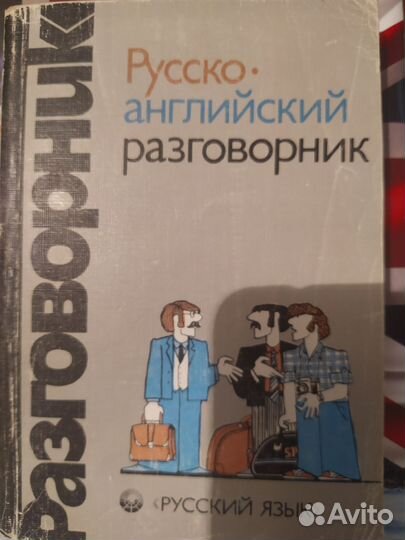 разговорник
Русско-
английский
разговорник
«РУССКИЙ ЯЗЫК»
Avito